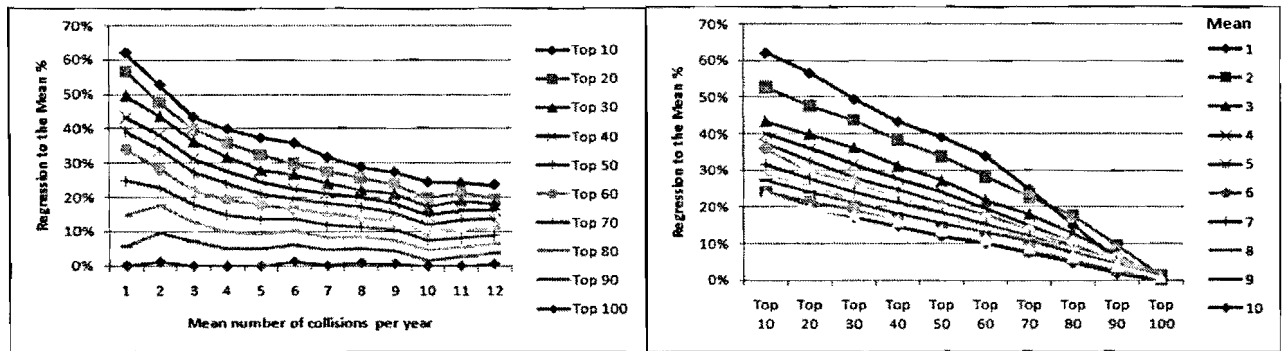 Regression to the Mean %
70%
60%
50%
40%
30%
20%
10%
0%
1 2 3 4 5 6 7 8 9 10 11 12
Mean number of collisions per year
Top 10
Top 20
Top 30
Top 40
Top 50
Top 60
Top 70
Top 80
Top 90
Top 100
Regression to the Mean %
70%
60%
50%
40%
30%
20%
10%
0%
Top Top Top Top Top Top Top Top Top Top
10 20 30 40 50 60 70 80 90 100
Mean
1
2
3
4
5
6
7
8
9
10